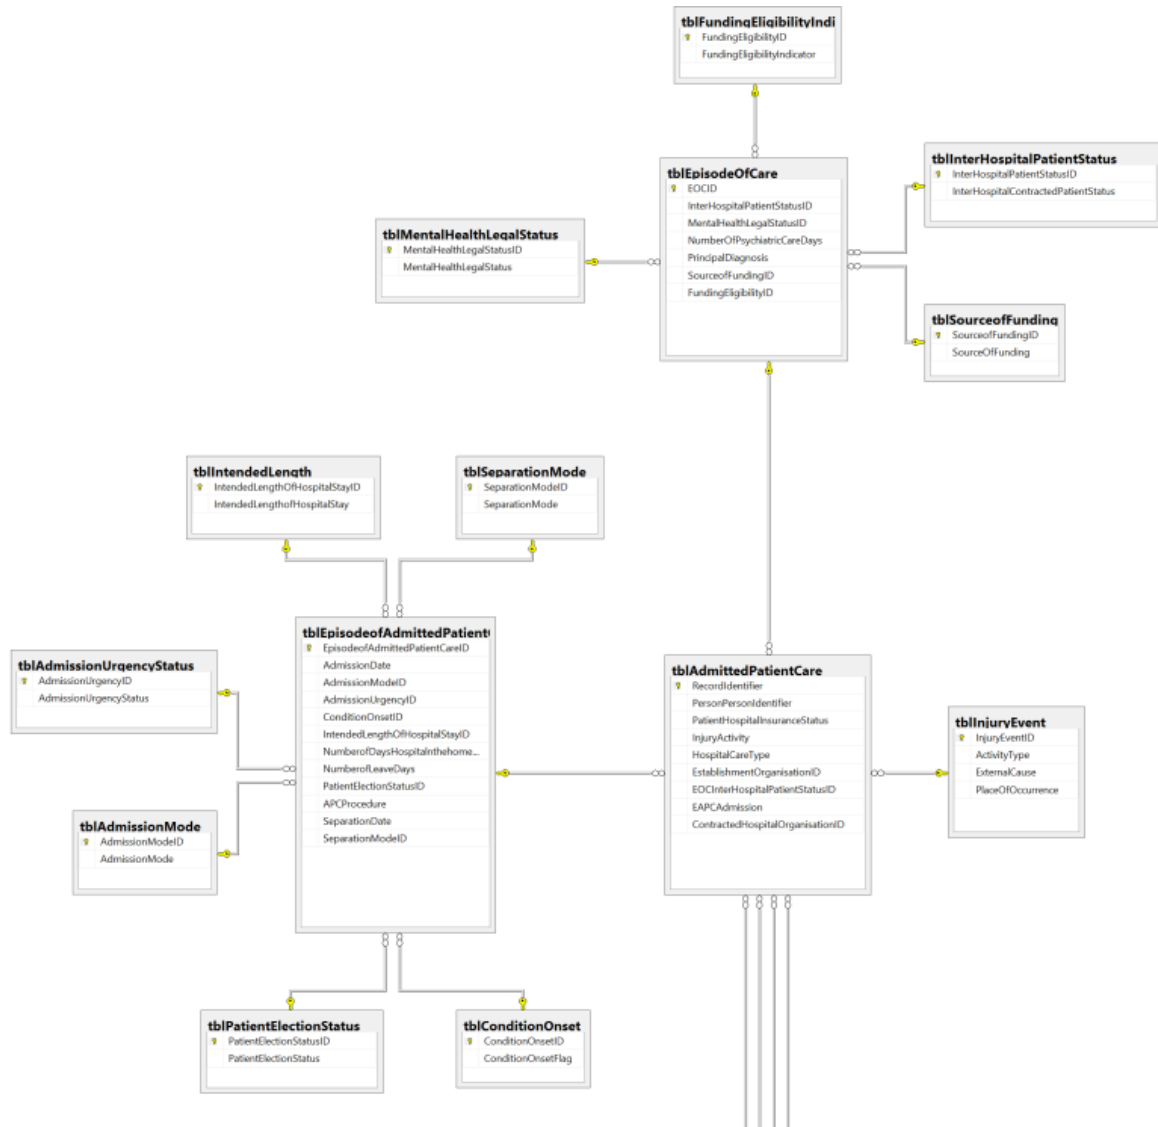 tblFundingEligibilityIndi
FundingEligibilityID
FundingEligibilityIndicator
tblEpisodeOfCare
EOCID
InterHospitalPatientStatusID
MentalHealthLegalStatusID
NumberOfPsychiatricCareDays
PrincipalDiagnosis
SourceofFundingID
FundingEligibilityID
tblInterHospitalPatientStatus
InterHospitalPatientStatusID
InterHospitalContractedPatientStatus
tblMentalHealthLegalStatus
MentalHealthLegalStatusID
MentalHealthLegalStatus
tblSourceofFunding
SourceofFundingID
SourceOfFunding
tblIntendedLength
IntendedLengthOfHospitalStayID
IntendedLengthofHospitalStay
tblSeparationMode
SeparationModeID
SeparationMode
tblEpisodeofAdmittedPatientC
EpisodeofAdmittedPatientCareID
AdmissionDate
AdmissionModeID
AdmissionUrgencyID
ConditionOnsetID
IntendedLengthOfHospitalStayID
NumberofDaysHospitalnthehome...
NumberofLeaveDays
PatientElectionStatusID
APCProcedure
SeparationDate
SeparationModeID
tblAdmissionUrgencyStatus
AdmissionUrgencyID
AdmissionUrgencyStatus
tblAdmissionMode
AdmissionModeID
AdmissionMode
tblAdmittedPatientCare
RecordIdentifier
PersonPersonIdentifier
PatientHospitalInsuranceStatus
InjuryActivity
HospitalCareType
EstablishmentOrganisationID
EOCInterHospitalPatientStatusID
EAPCAdmission
ContractedHospitalOrganisationID
tblInjuryEvent
InjuryEventID
ActivityType
ExternalCause
PlaceOfOccurrence
tblPatientElectionStatus
PatientElectionStatusID
PatientElectionStatus
tblConditionOnset
ConditionOnsetID
ConditionOnsetFlag